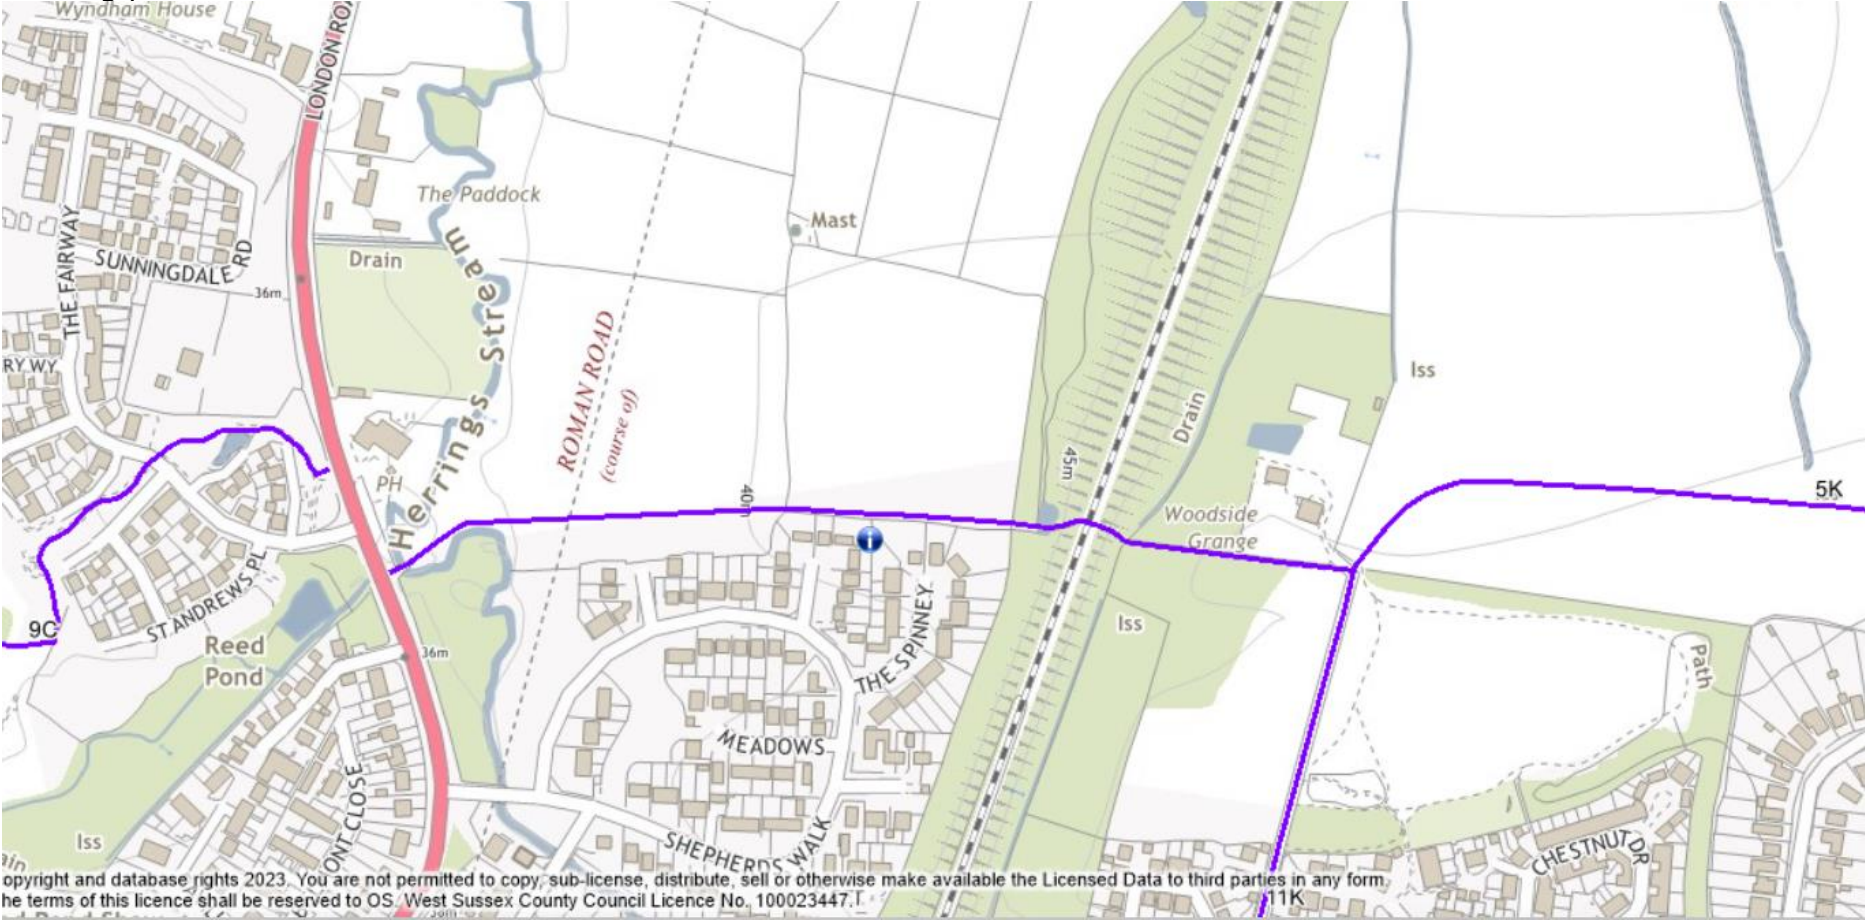 Wyndham House
LONDON RO
The Paddock
Mast
THE FAIRWAY
SUNNINGDALE RD
Drain
36m
Herrings Stream
ROMAN ROAD
(course of)
RY WY
Iss
Drain
45m
PH
40m
5K
Woodside
Grange
i
9C
ST ANDREWS PL
Reed
Pond
36m
Iss
THE SPINNEY
Path
MEADOWS
ONT CLOSE
Iss
SHEPHERDS WALK
CHESTNUT DR
ain
opyright and database rights 2023. You are not permitted to copy, sub-license, distribute, sell or otherwise make available the Licensed Data to third parties in any form.
he terms of this licence shall be reserved to OS. West Sussex County Council Licence No. 100023447.
11K